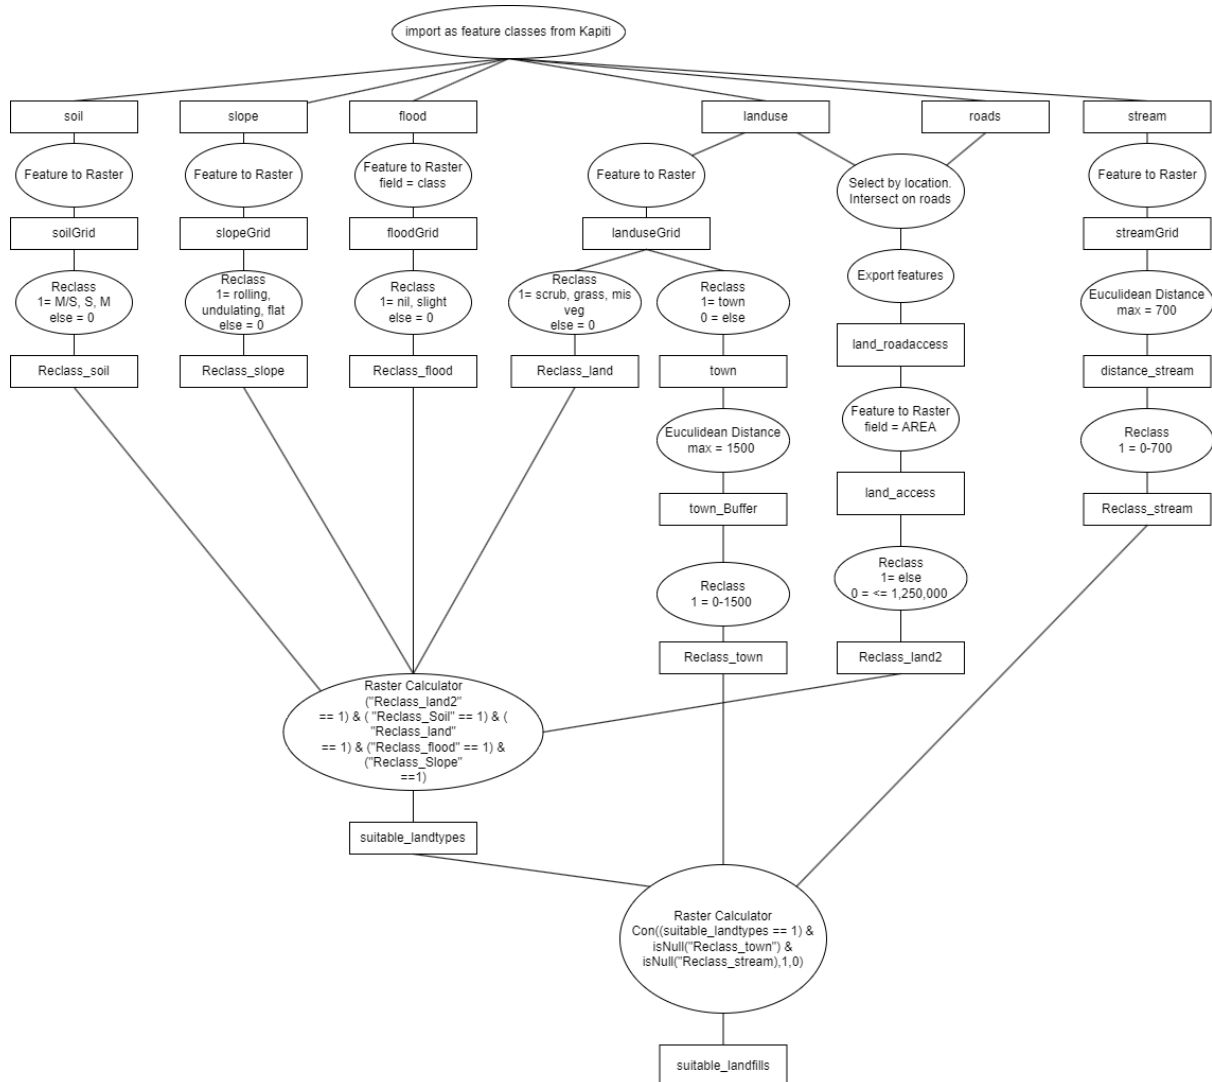 import as feature classes from Kapiti
soil
slope
flood
landuse
roads
stream
Feature to Raster
Feature to Raster
Feature to Raster
field = class
Feature to Raster
Select by location.
Intersect on roads
Feature to Raster
soilGrid
slopeGrid
floodGrid
landuseGrid
streamGrid
Reclass
1= M/S, S, M
else = 0
Reclass
1= rolling,
undulating, flat
else = 0
Reclass
1= nil, slight
else = 0
Reclass
1= scrub, grass, mis
veg
else = 0
Reclass
1= town
0 = else
Export features
Euculidean Distance
max = 700
land_roadaccess
Reclass_soil
Reclass_slope
Reclass_flood
Reclass_land
town
distance_stream
Euculidean Distance
max = 1500
Feature to Raster
field = AREA
Reclass
1 = 0-700
town_Buffer
land_access
Reclass_stream
Reclass
1 = 0-1500
Reclass
1= else
0 = <= 1,250,000
Reclass_town
Reclass_land2
Raster Calculator
("Reclass_land2"
== 1) & ( "Reclass_Soil" == 1) & (
"Reclass_land"
== 1) & ("Reclass_flood" == 1) &
("Reclass_Slope"
==1)
suitable_landtypes
Raster Calculator
Con((suitable_landtypes == 1) &
isNull("Reclass_town") &
isNull("Reclass_stream),1,0)
suitable_landfills